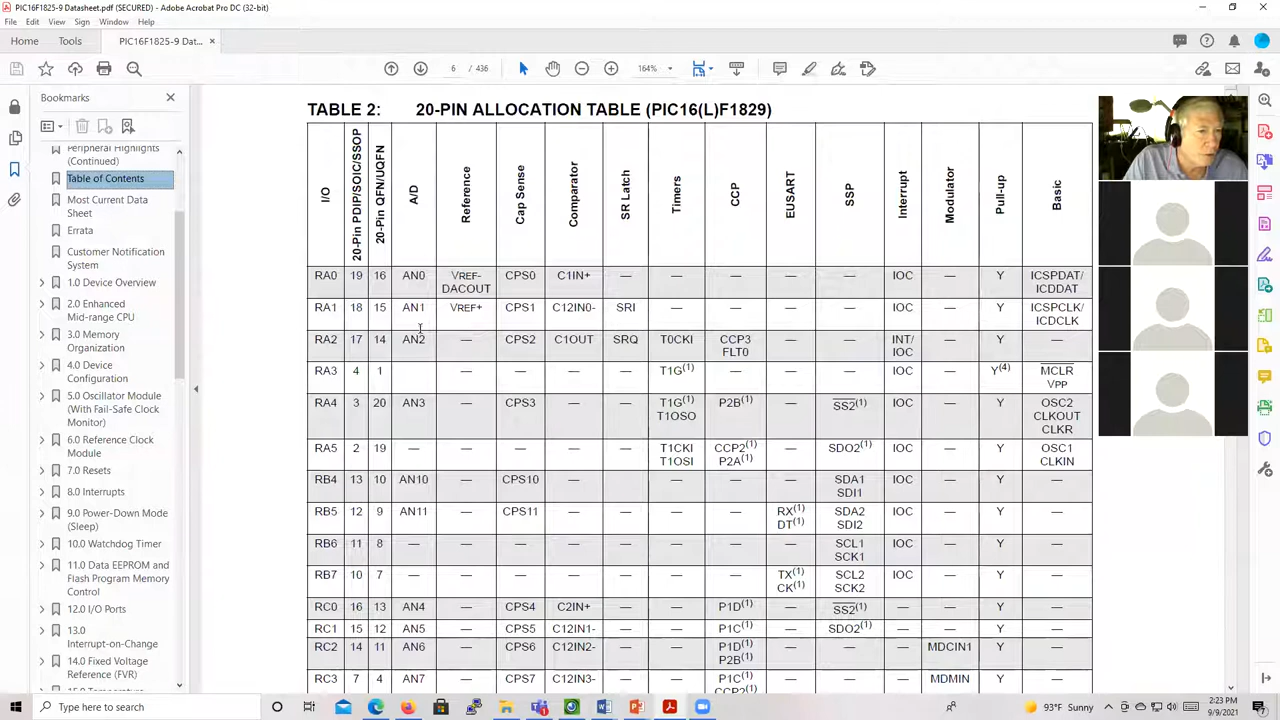 PIC16F1825-9 Datasheet.pdf (SECURED) - Adobe Acrobat Pro DC (32-bit)
File Edit View Sign Window Help
Home Tools PIC16F1825-9 Dat... ×
6 / 436 164%
Bookmarks
Peripheral Highlights
(Continued)
Table of Contents
Most Current Data
Sheet
Errata
Customer Notification
System
1.0 Device Overview
2.0 Enhanced
Mid-range CPU
3.0 Memory
Organization
4.0 Device
Configuration
5.0 Oscillator Module
(With Fail-Safe Clock
Monitor)
6.0 Reference Clock
Module
7.0 Resets
8.0 Interrupts
9.0 Power-Down Mode
(Sleep)
10.0 Watchdog Timer
11.0 Data EEPROM and
Flash Program Memory
Control
12.0 I/O Ports
13.0
Interrupt-on-Change
14.0 Fixed Voltage
Reference (FVR)
TABLE 2: 20-PIN ALLOCATION TABLE (PIC16(L)F1829)
I/O 20-Pin PDIP/SOIC/SSOP 20-Pin QFN/UQFN A/D Reference Cap Sense Comparator SR Latch Timers CCP EUSART SSP Interrupt Modulator Pull-up Basic
RA0 19 16 AN0 VREF- CPS0 C1IN+ — — — — — IOC — Y ICSPDAT/
DACOUT ICDDAT
RA1 18 15 AN1 VREF+ CPS1 C12IN0- SRI — — — — IOC — Y ICSPCLK/
ICDCLK
RA2 17 14 AN2 — CPS2 C1OUT SRQ T0CKI CCP3 — — INT/ — Y —
FLT0 IOC
RA3 4 1 — — — — — T1G(1) — — — IOC — Y(4) MCLR
VPP
RA4 3 20 AN3 — CPS3 — — T1G(1) P2B(1) — SS2(1) IOC — Y OSC2
T1OSO CLKOUT
CLKR
RA5 2 19 — — — — — T1CKI CCP2(1) — SDO2(1) IOC — Y OSC1
T1OSI P2A(1) CLKIN
RB4 13 10 AN10 — CPS10 — — — — — SDA1 IOC — Y —
SDI1
RB5 12 9 AN11 — CPS11 — — — — RX(1) SDA2 IOC — Y —
DT(1) SDI2
RB6 11 8 — — — — — — — — SCL1 IOC — Y —
SCK1
RB7 10 7 — — — — — — — TX(1) SCL2 IOC — Y —
CK(1) SCK2
RC0 16 13 AN4 — CPS4 C2IN+ — — P1D(1) — SS2(1) — — Y —
RC1 15 12 AN5 — CPS5 C12IN1- — — P1C(1) — SDO2(1) — — Y —
RC2 14 11 AN6 — CPS6 C12IN2- — — P1D(1) — — — MDCIN1 Y —
P2B(1)
RC3 7 4 AN7 — CPS7 C12IN3- — — P1C(1) — — — MDMIN Y —
Type here to search
93°F Sunny
2:23 PM
9/9/2021